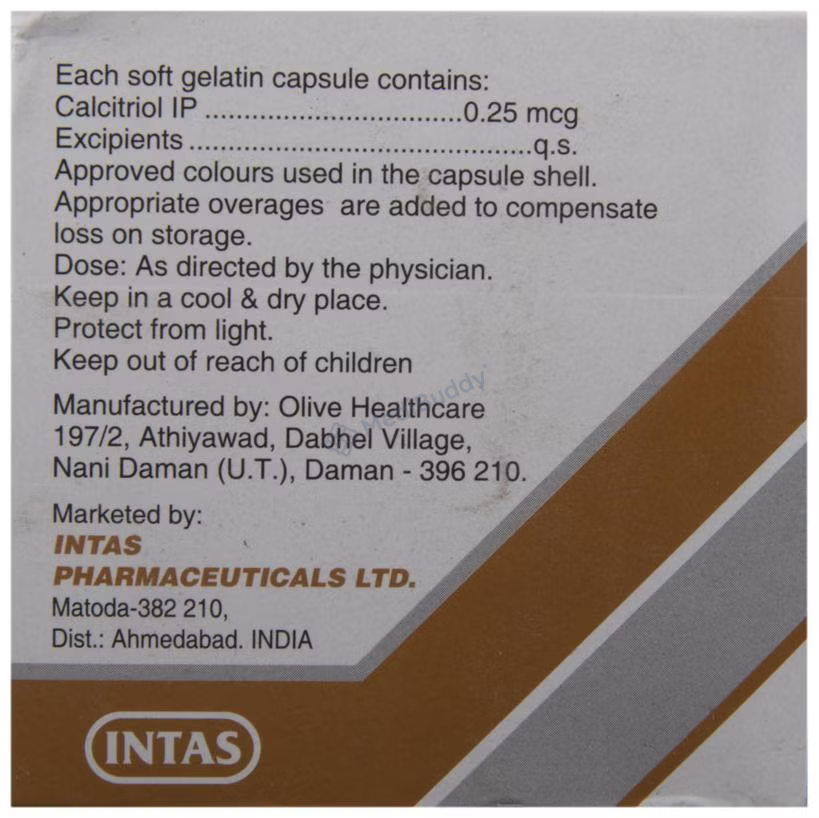 Each soft gelatin capsule contains:
Calcitriol IP .................................0.25 mcg
Excipients ............................................q.s.
Approved colours used in the capsule shell.
Appropriate overages are added to compensate
loss on storage.
Dose: As directed by the physician.
Keep in a cool & dry place.
Protect from light.
Keep out of reach of children
MediBuddy
Manufactured by: Olive Healthcare
197/2, Athiyawad, Dabhel Village,
Nani Daman (U.T.), Daman - 396 210.
Marketed by:
INTAS
PHARMACEUTICALS LTD.
Matoda-382 210,
Dist.: Ahmedabad. INDIA
INTAS